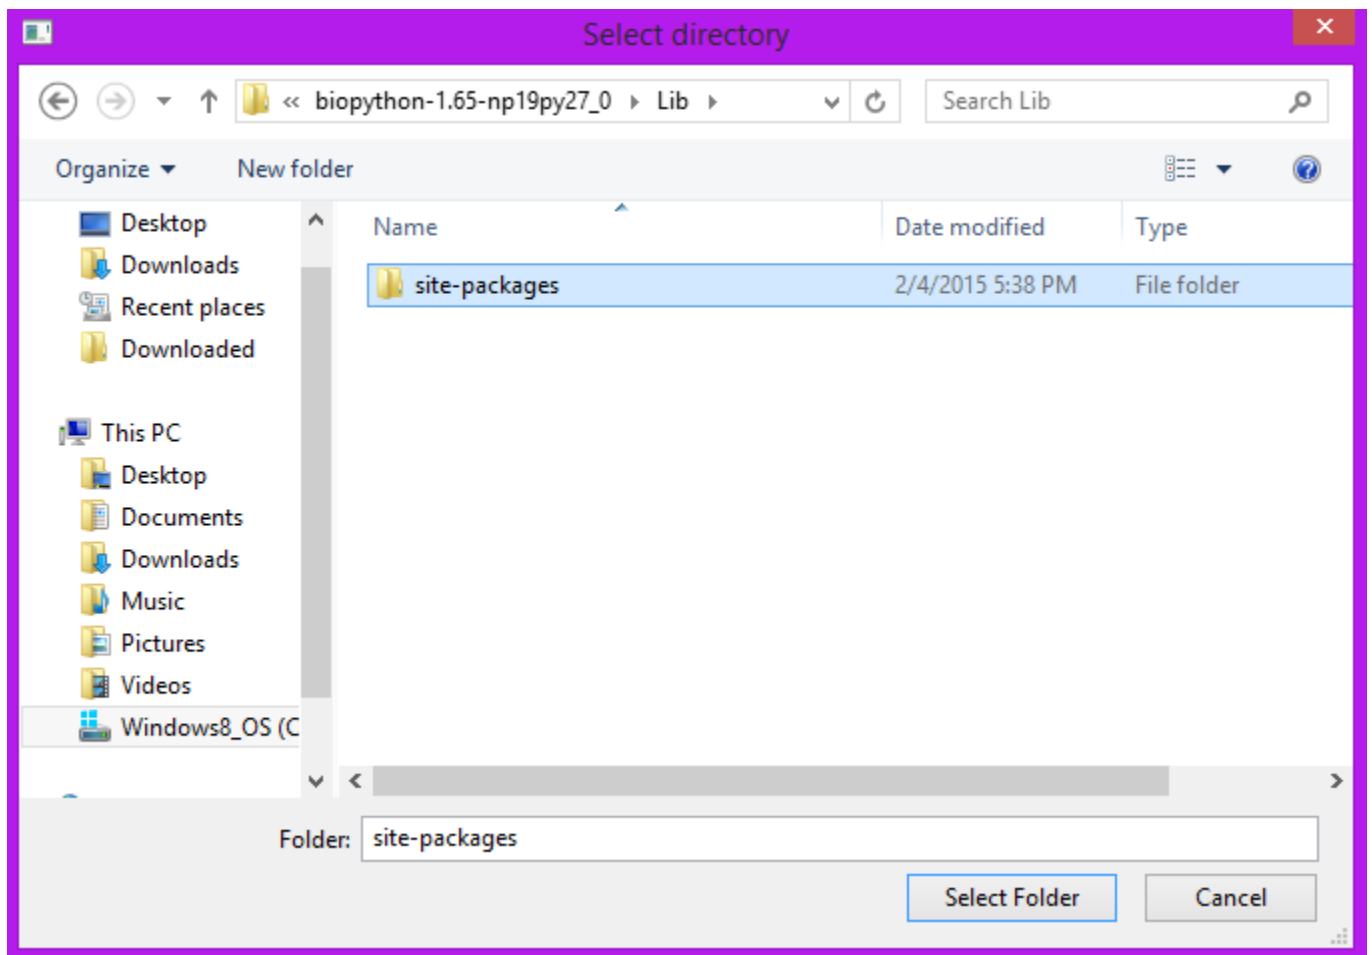 Select directory
« biopython-1.65-np19py27_0 Lib
Search Lib
Organize
New folder
Name Date modified Type
Desktop
Downloads
Recent places
Downloaded
site-packages 2/4/2015 5:38 PM File folder
This PC
Desktop
Documents
Downloads
Music
Pictures
Videos
Windows8_OS (C
Folder: site-packages
Select Folder Cancel